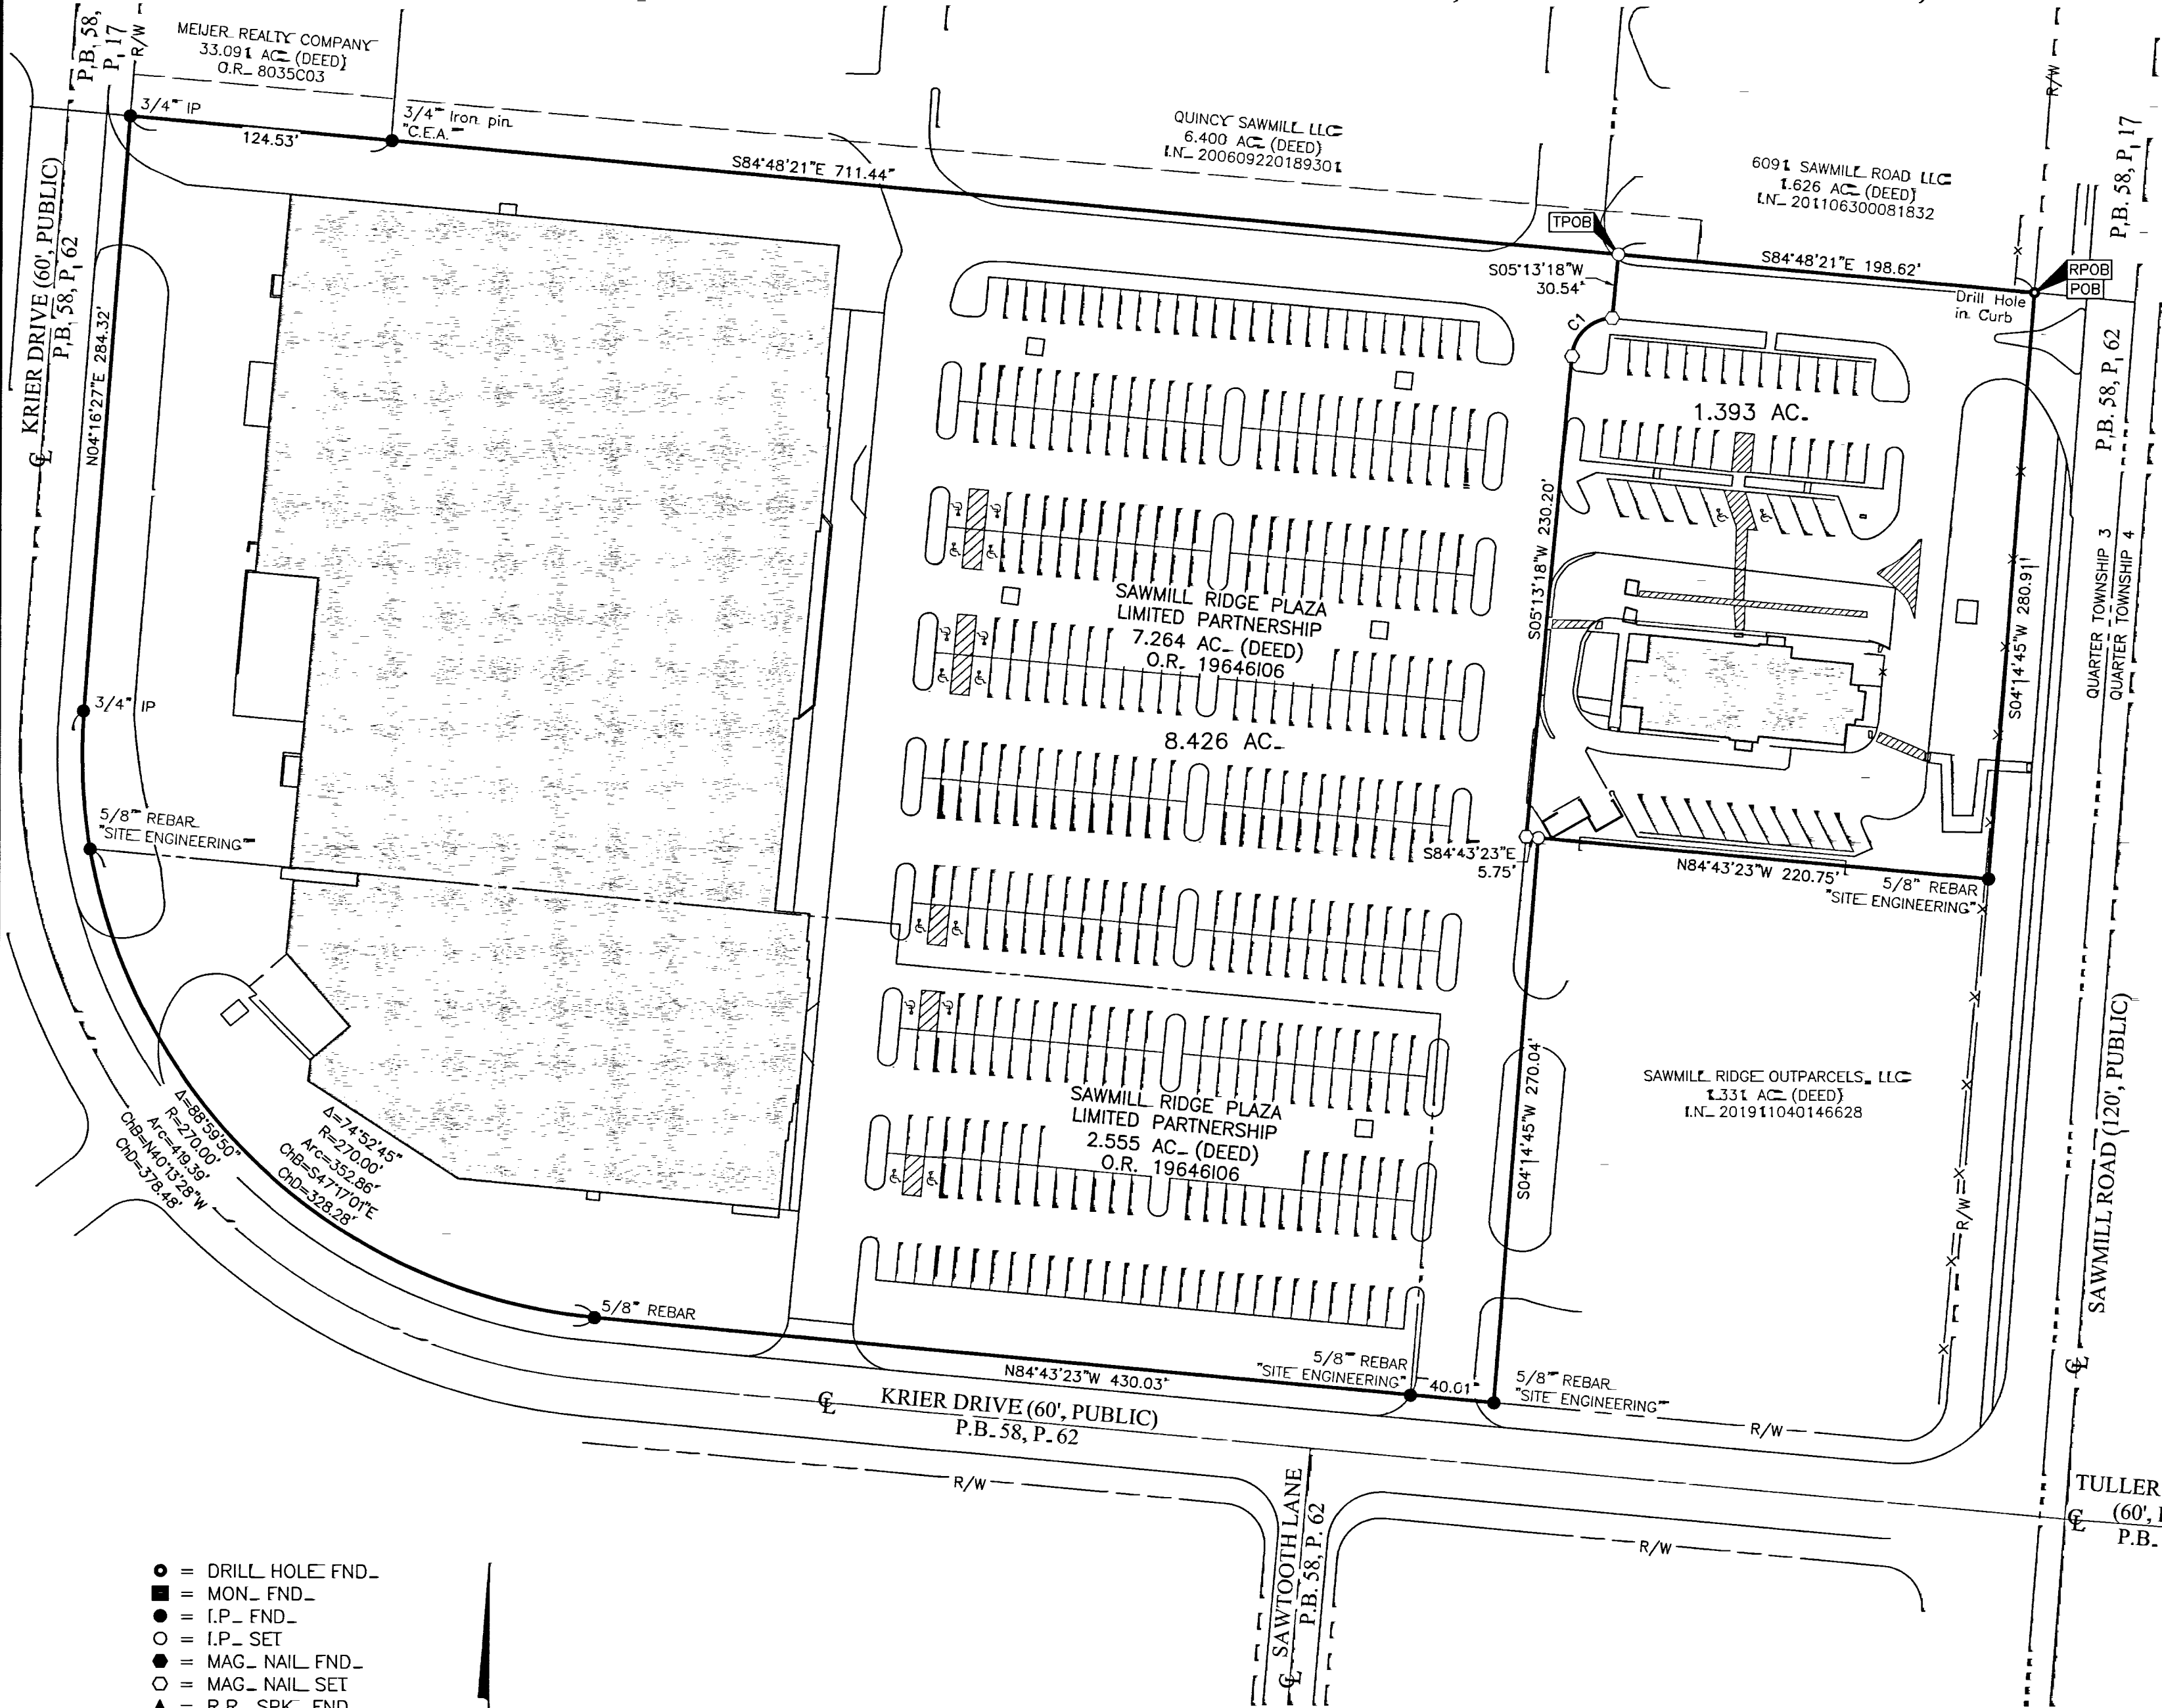 P.B. 58,
P. 17
R/W
MEIJER REALTY COMPANY
33.091 AC. (DEED)
O.R. 8035C03
3/4" IP
124.53'
3/4" Iron pin
"C.E.A."
S84°48'21"E 711.44'
QUINCY SAWMILL LLC
6.400 AC. (DEED)
I.N. 200609220189301
6091 SAWMILL ROAD LLC
1.626 AC. (DEED)
I.N. 201106300081832
R/W
P.B. 58, P. 17
TPOB
S05°13'18"W
30.54'
S84°48'21"E 198.62'
RPOB
POB
Drill Hole
in Curb
C1
KRIER DRIVE (60', PUBLIC)
P.B. 58, P. 62
N04°16'27"E 284.32'
1.393 AC.
P.B. 58, P. 62
S05°13'18"W 230.20'
S04°14'45"W 280.91'
QUARTER TOWNSHIP 3
QUARTER TOWNSHIP 4
SAWMILL RIDGE PLAZA
LIMITED PARTNERSHIP
7.264 AC. (DEED)
O.R. 19646I06
8.426 AC.
3/4" IP
5/8" REBAR
"SITE ENGINEERING"
S84°43'23"E
5.75'
N84°43'23"W 220.75'
5/8" REBAR
"SITE ENGINEERING"
SAWMILL ROAD (120', PUBLIC)
S04°14'45"W 270.04'
SAWMILL RIDGE OUTPARCELS, LLC
1.331 AC. (DEED)
I.N. 201911040146628
SAWMILL RIDGE PLAZA
LIMITED PARTNERSHIP
2.555 AC. (DEED)
O.R. 19646I06
Δ=88°59'50"
R=270.00'
Arc=419.39'
ChB=N40°13'28"W
ChD=378.48'
Δ=74°52'45"
R=270.00'
Arc=352.86'
ChB=S47°17'01"E
ChD=328.28'
R/W
5/8" REBAR
N84°43'23"W 430.03'
5/8" REBAR
"SITE ENGINEERING"
40.01'
5/8" REBAR
"SITE ENGINEERING"
R/W
KRIER DRIVE (60', PUBLIC)
P.B. 58, P. 62
R/W
SAWTOOTH LANE
P.B. 58, P. 62
R/W
TULLER
(60',
P.B.
= DRILL HOLE FND.
= MON. FND.
= I.P. FND.
= I.P. SET
= MAG. NAIL FND.
= MAG. NAIL SET
= R.R. SPK. FND.